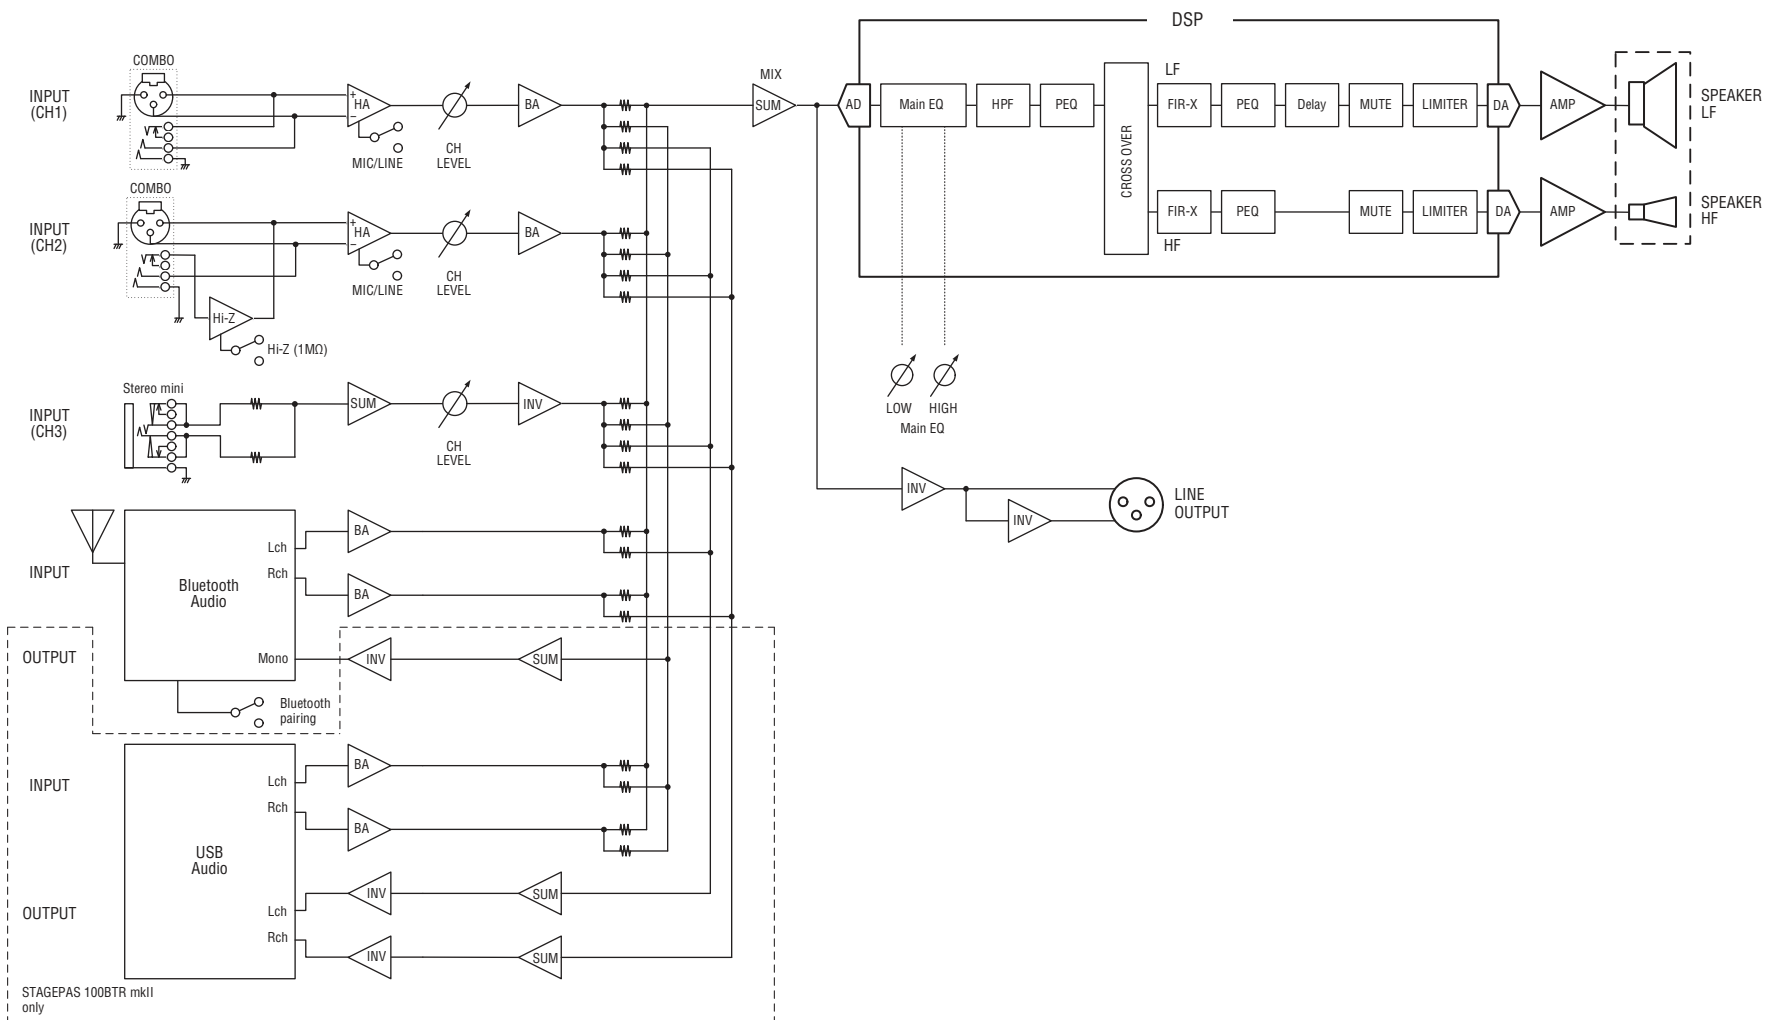 DSP
COMBO
INPUT
(CH1)
+
HA
−
MIC/LINE
CH
LEVEL
BA
MIX
SUM
AD
Main EQ
HPF
PEQ
CROSS OVER
LF
FIR-X
PEQ
Delay
MUTE
LIMITER
DA
AMP
SPEAKER
LF
COMBO
INPUT
(CH2)
+
HA
−
MIC/LINE
CH
LEVEL
BA
Hi-Z
Hi-Z (1MΩ)
FIR-X
PEQ
MUTE
LIMITER
DA
AMP
SPEAKER
HF
HF
LOW
HIGH
Main EQ
Stereo mini
INPUT
(CH3)
SUM
CH
LEVEL
INV
INV
INV
LINE
OUTPUT
INPUT
Bluetooth
Audio
Lch
BA
Rch
BA
OUTPUT
Mono
INV
SUM
Bluetooth
pairing
INPUT
USB
Audio
Lch
BA
Rch
BA
OUTPUT
Lch
INV
SUM
Rch
INV
SUM
STAGEPAS 100BTR mkII
only